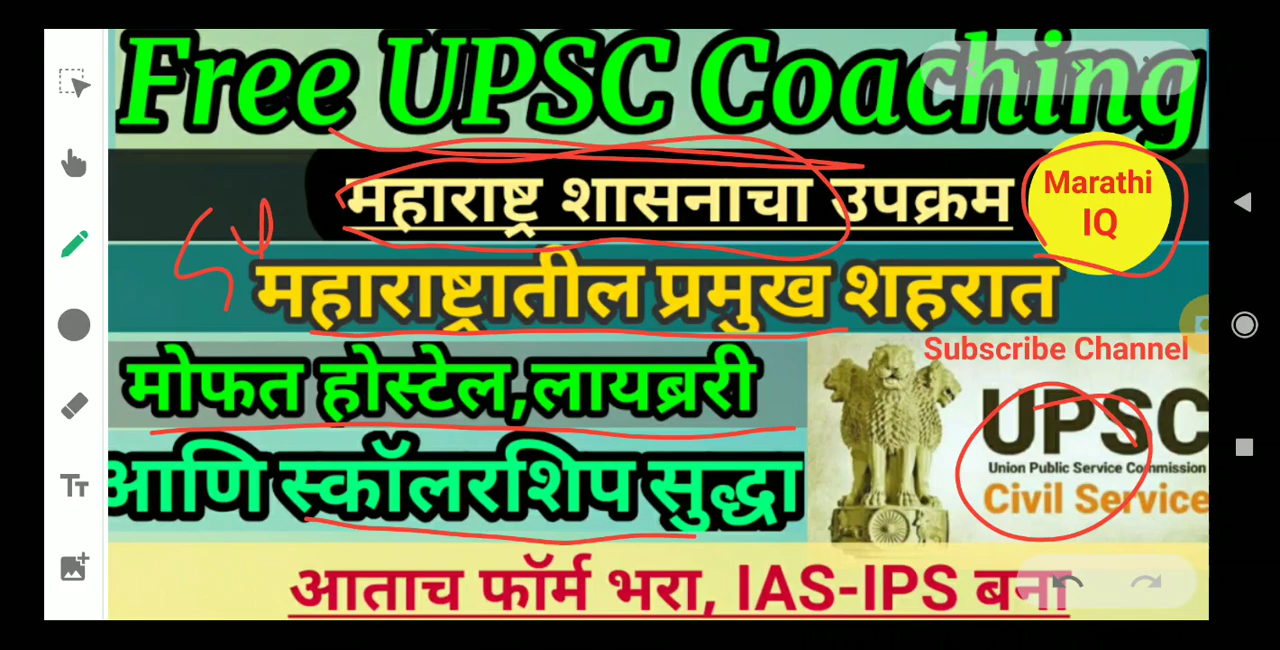 Free UPSC Coaching
महाराष्ट्र शासनाचा उपक्रम
Marathi
IQ
महाराष्ट्रातील प्रमुख शहरात
Subscribe Channel
मोफत होस्टेल,लायब्ररी
UPSC
Union Public Service Commission
Civil Service
आणि स्कॉलरशिप सुद्धा
आताच फॉर्म भरा, IAS-IPS बना
TT